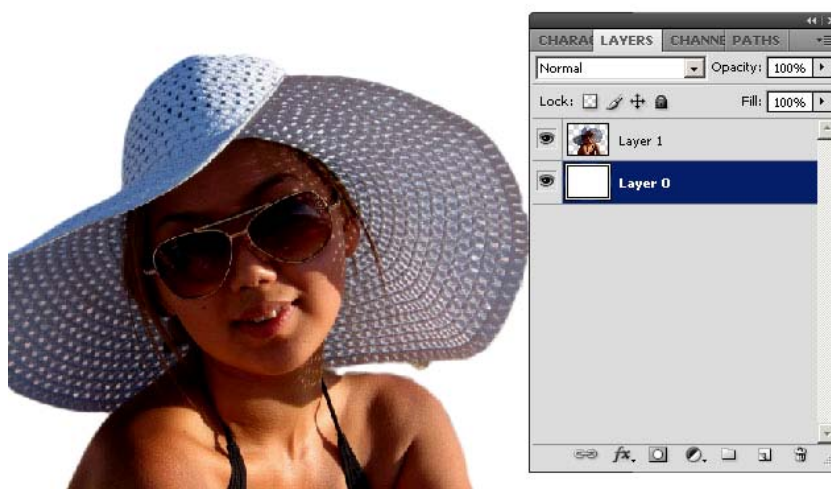 CHARAC LAYERS CHANNE PATHS
Normal Opacity: 100%
Lock: Fill: 100%
Layer 1
Layer 0
fx.